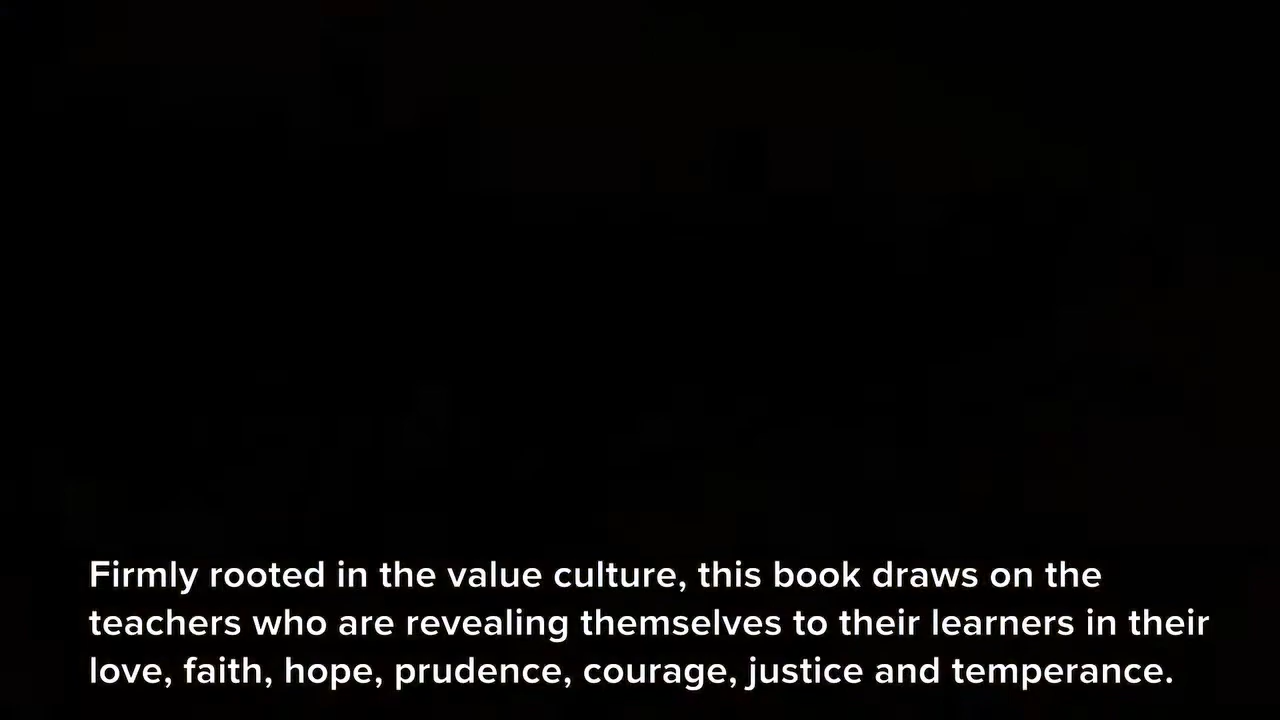 Firmly rooted in the value culture, this book draws on the
teachers who are revealing themselves to their learners in their
love, faith, hope, prudence, courage, justice and temperance.